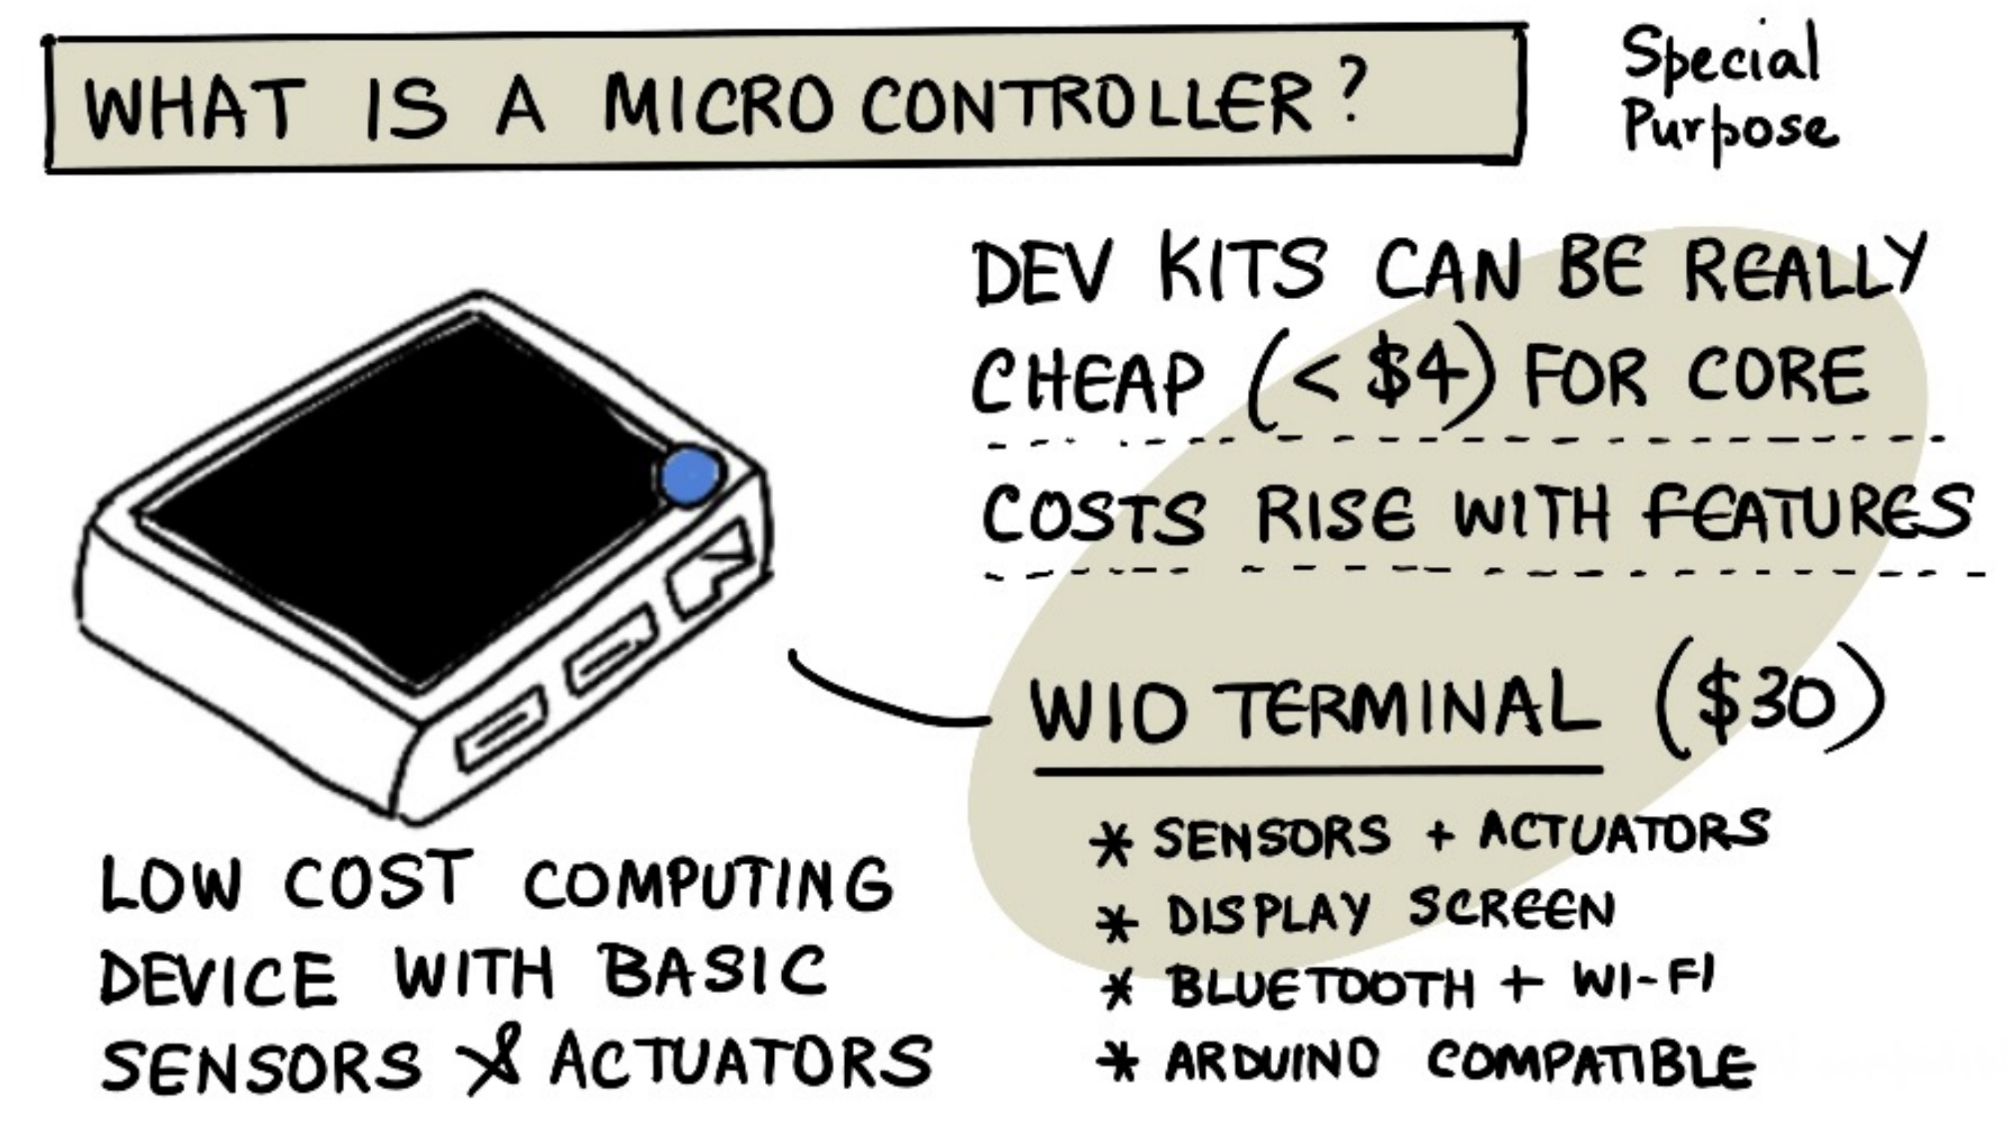 WHAT IS A MICRO CONTROLLER?
Special
Purpose
DEV KITS CAN BE REALLY
CHEAP (< $4) FOR CORE
COSTS RISE WITH FEATURES
WIO TERMINAL ($30)
* SENSORS + ACTUATORS
* DISPLAY SCREEN
* BLUETOOTH + WI-FI
* ARDUINO COMPATIBLE
LOW COST COMPUTING
DEVICE WITH BASIC
SENSORS & ACTUATORS